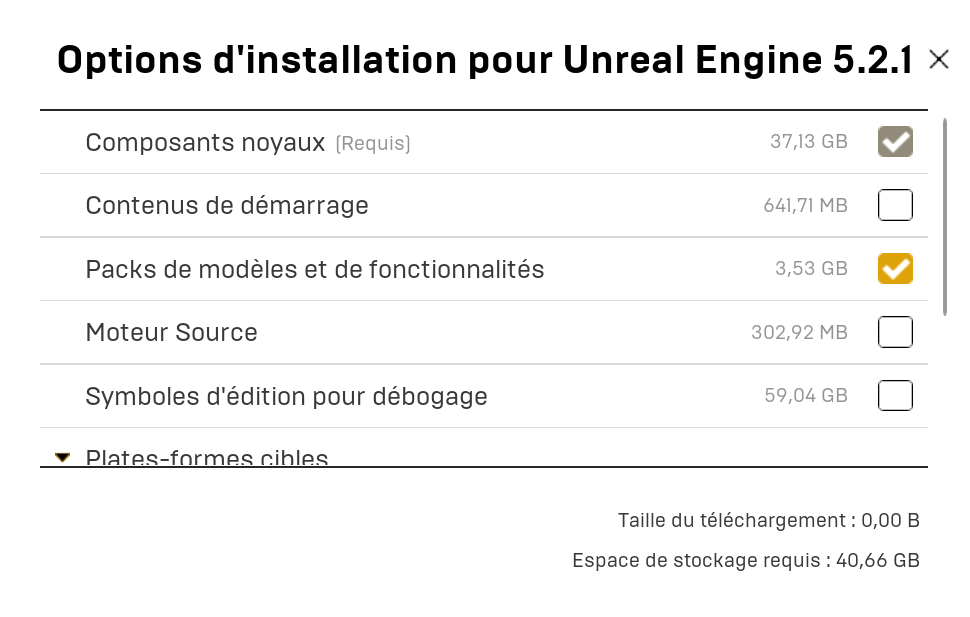 Options d'installation pour Unreal Engine 5.2.1
Composants noyaux (Requis) 37,13 GB
Contenus de démarrage 641,71 MB
Packs de modèles et de fonctionnalités 3,53 GB
Moteur Source 302,92 MB
Symboles d'édition pour débogage 59,04 GB
Plates-formes cibles
Taille du téléchargement : 0,00 B
Espace de stockage requis : 40,66 GB